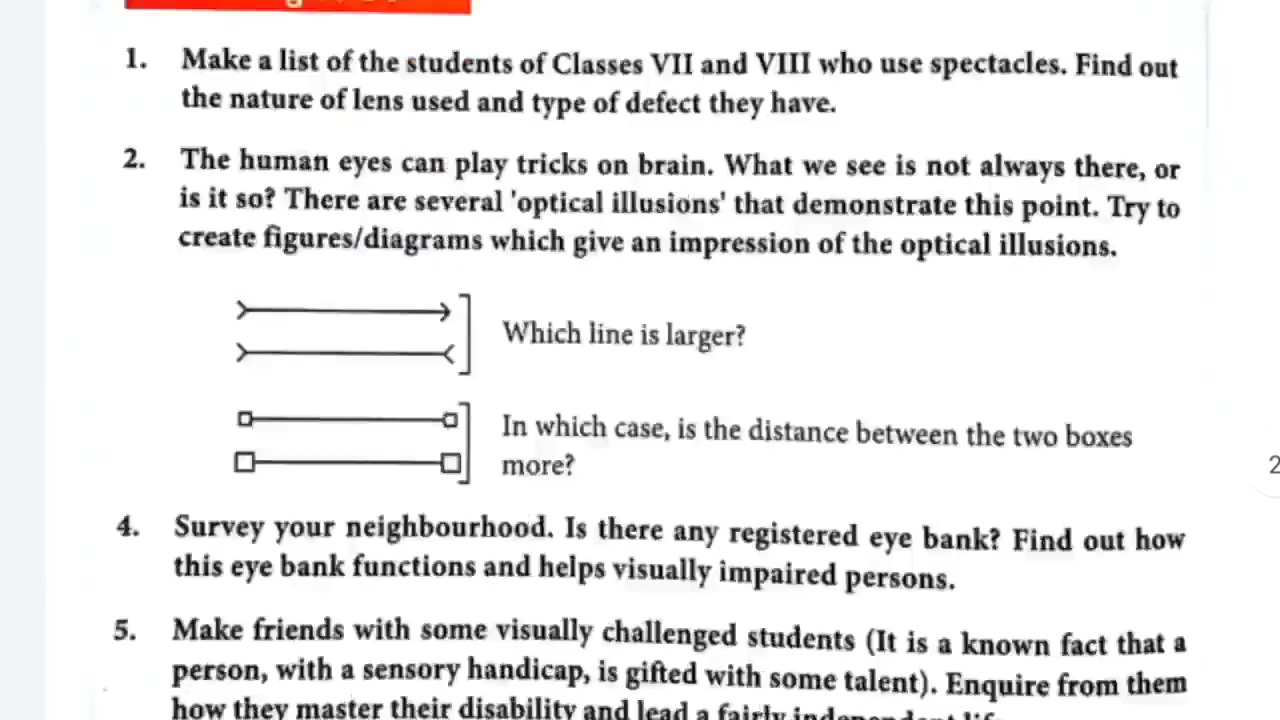 1. Make a list of the students of Classes VII and VIII who use spectacles. Find out
the nature of lens used and type of defect they have.
2. The human eyes can play tricks on brain. What we see is not always there, or
is it so? There are several 'optical illusions' that demonstrate this point. Try to
create figures/diagrams which give an impression of the optical illusions.
Which line is larger?
In which case, is the distance between the two boxes
more?
2
4. Survey your neighbourhood. Is there any registered eye bank? Find out how
this eye bank functions and helps visually impaired persons.
5. Make friends with some visually challenged students (It is a known fact that a
person, with a sensory handicap, is gifted with some talent). Enquire from them
how they master their disability and lead a fairly independent